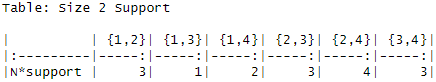 Table: Size 2 Support
|          | {1,2}| {1,3}| {1,4}| {2,3}| {2,4}| {3,4}|
|:---------|-----:|-----:|-----:|-----:|-----:|-----:|
|N*support |     3|     1|     2|     3|     4|     3|